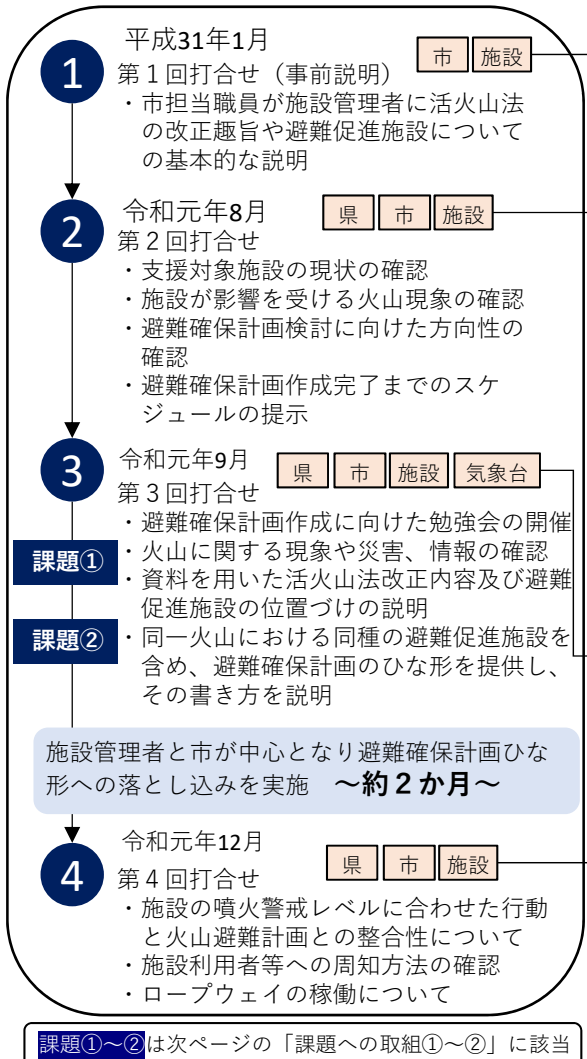 1
平成31年1月
市 施設
第１回打合せ（事前説明）
・市担当職員が施設管理者に活火山法
の改正趣旨や避難促進施設について
の基本的な説明
2
令和元年8月
県 市 施設
第２回打合せ
・支援対象施設の現状の確認
・施設が影響を受ける火山現象の確認
・避難確保計画検討に向けた方向性の
確認
・避難確保計画作成完了までのスケ
ジュールの提示
3
令和元年9月
県 市 施設 気象台
第３回打合せ
・避難確保計画作成に向けた勉強会の開催
課題①
・火山に関する現象や災害、情報の確認
・資料を用いた活火山法改正内容及び避難
促進施設の位置づけの説明
課題②
・同一火山における同種の避難促進施設を
含め、避難確保計画のひな形を提供し、
その書き方を説明
施設管理者と市が中心となり避難確保計画ひな
形への落とし込みを実施　～約２か月～
4
令和元年12月
県 市 施設
第４回打合せ
・施設の噴火警戒レベルに合わせた行動
と火山避難計画との整合性について
・施設利用者等への周知方法の確認
・ロープウェイの稼働について
課題①～②は次ページの「課題への取組①～②」に該当